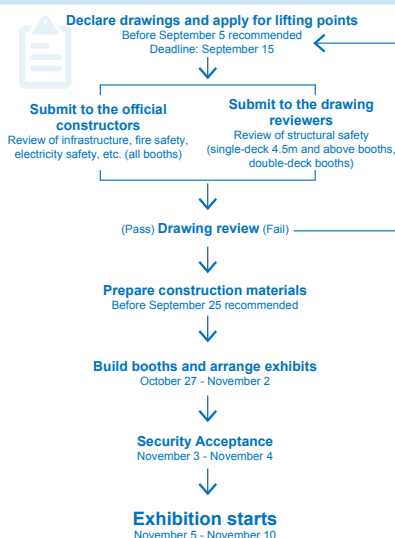 Declare drawings and apply for lifting points
Before September 5 recommended
Deadline: September 15
Submit to the official
constructors
Review of infrastructure, fire safety,
electricity safety, etc. (all booths)
Submit to the drawing
reviewers
Review of structural safety
(single-deck 4.5m and above booths,
double-deck booths)
(Pass) Drawing review (Fail)
Prepare construction materials
Before September 25 recommended
Build booths and arrange exhibits
October 27 - November 2
Security Acceptance
November 3 - November 4
Exhibition starts
November 5 - November 10